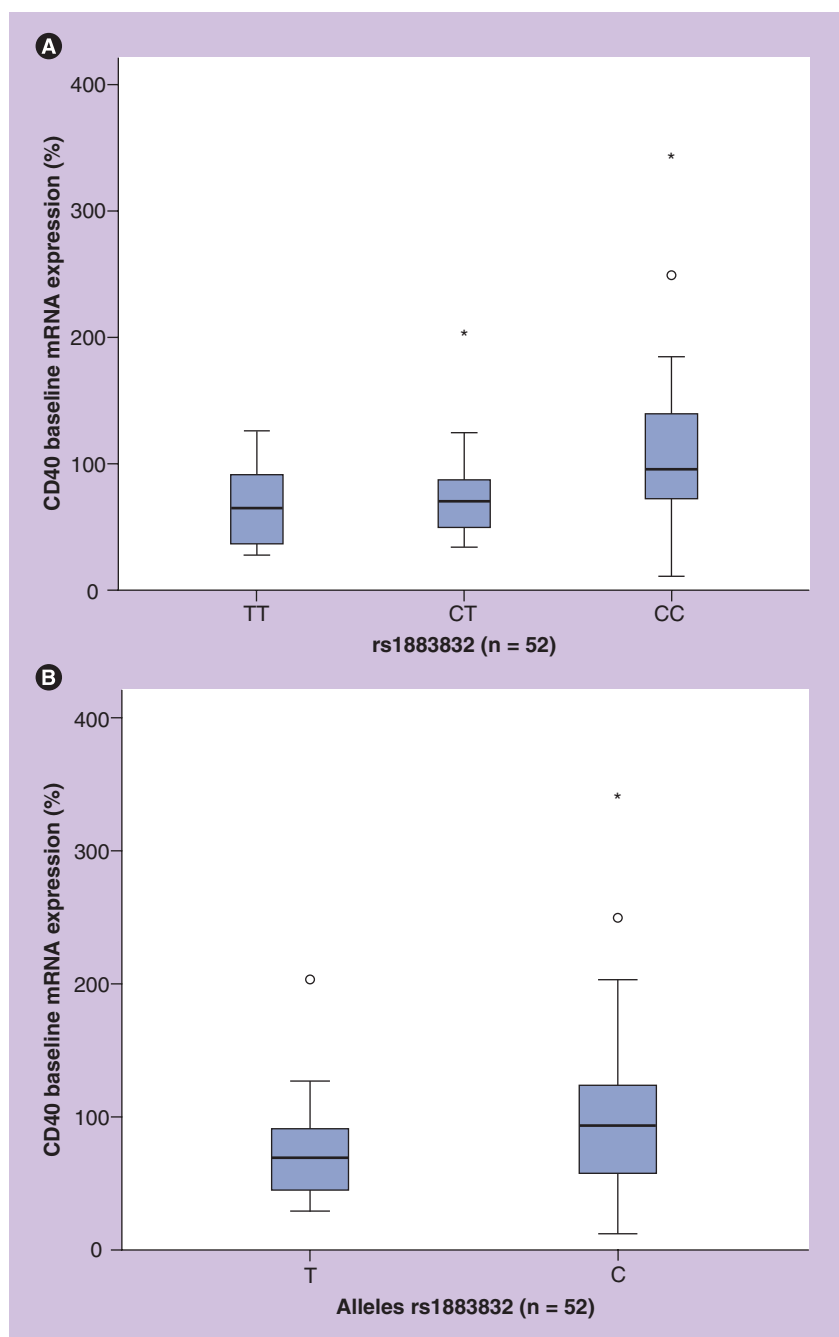 A
CD40 baseline mRNA expression (%)
400
300
200
100
0
TT CT CC
rs1883832 (n = 52)
B
CD40 baseline mRNA expression (%)
400
300
200
100
0
T C
Alleles rs1883832 (n = 52)